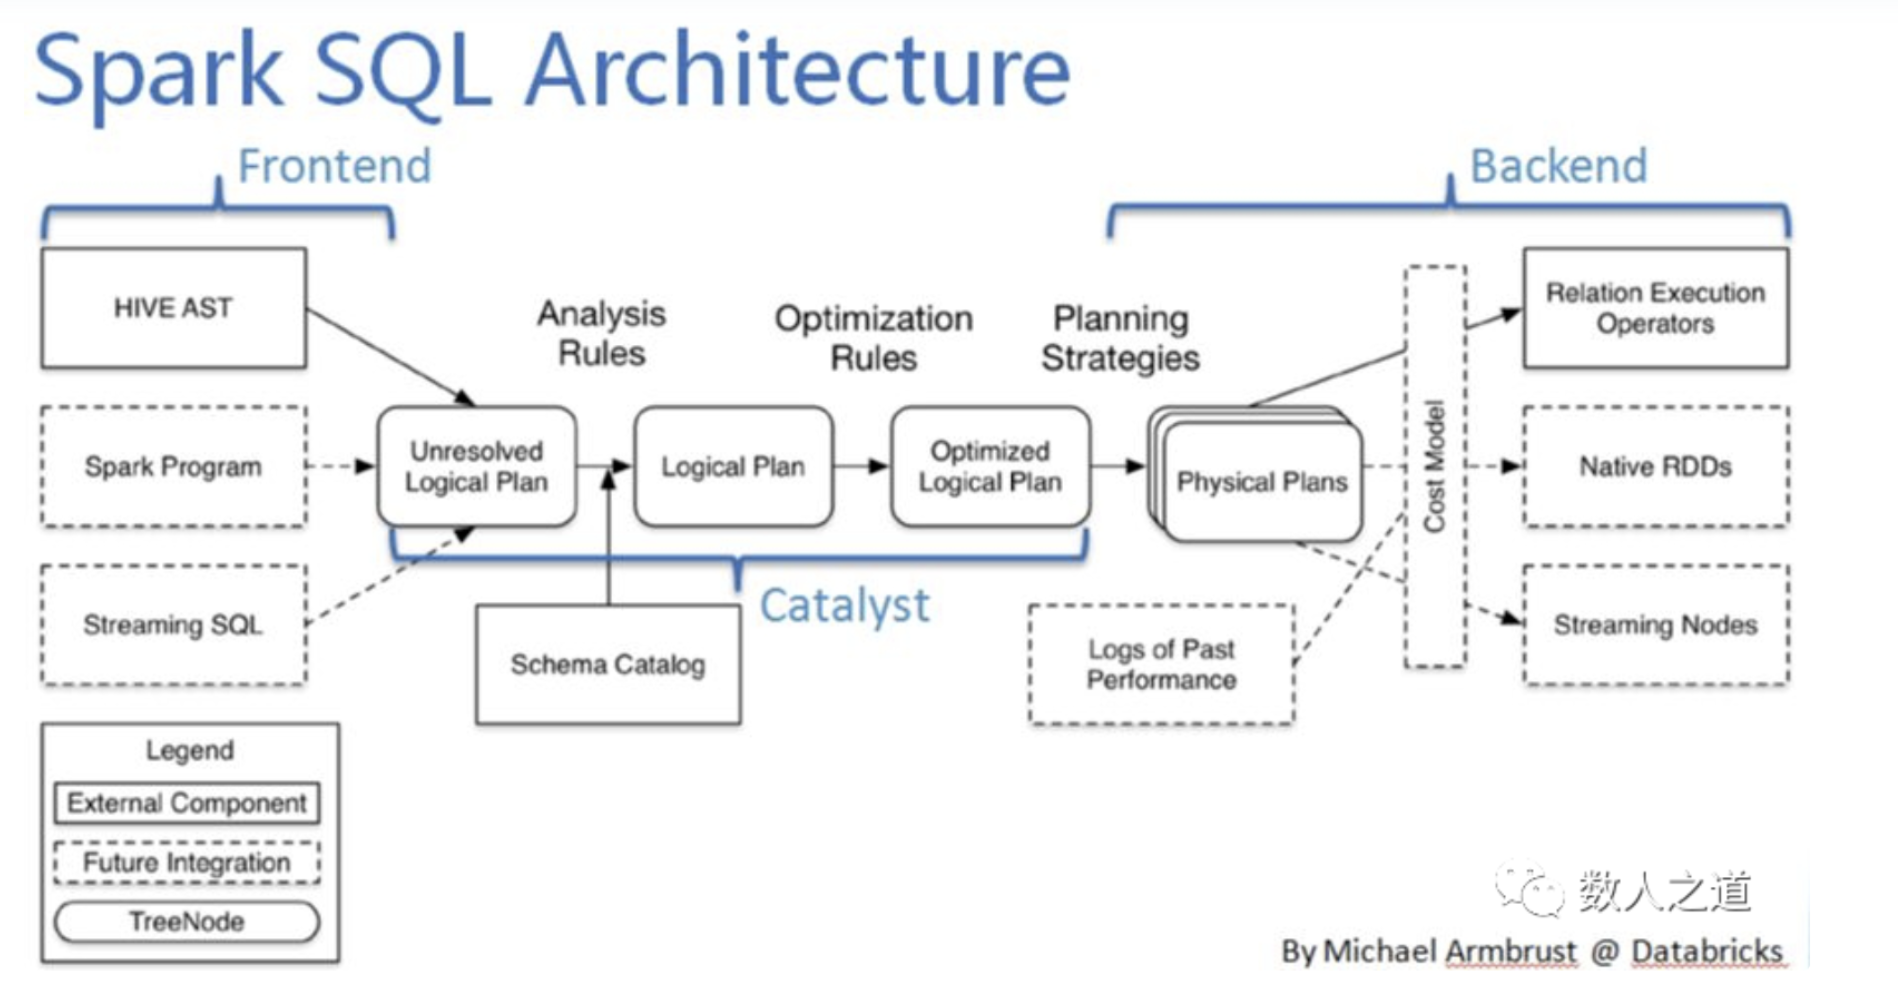 Spark SQL Architecture
Frontend
Backend
HIVE AST
Analysis
Rules
Optimization
Rules
Planning
Strategies
Relation Execution
Operators
Spark Program
Unresolved
Logical Plan
Logical Plan
Optimized
Logical Plan
Physical Plans
Cost Model
Native RDDs
Streaming SQL
Schema Catalog
Catalyst
Logs of Past
Performance
Streaming Nodes
Legend
External Component
Future Integration
TreeNode
数人之道
By Michael Armbrust @ Databricks